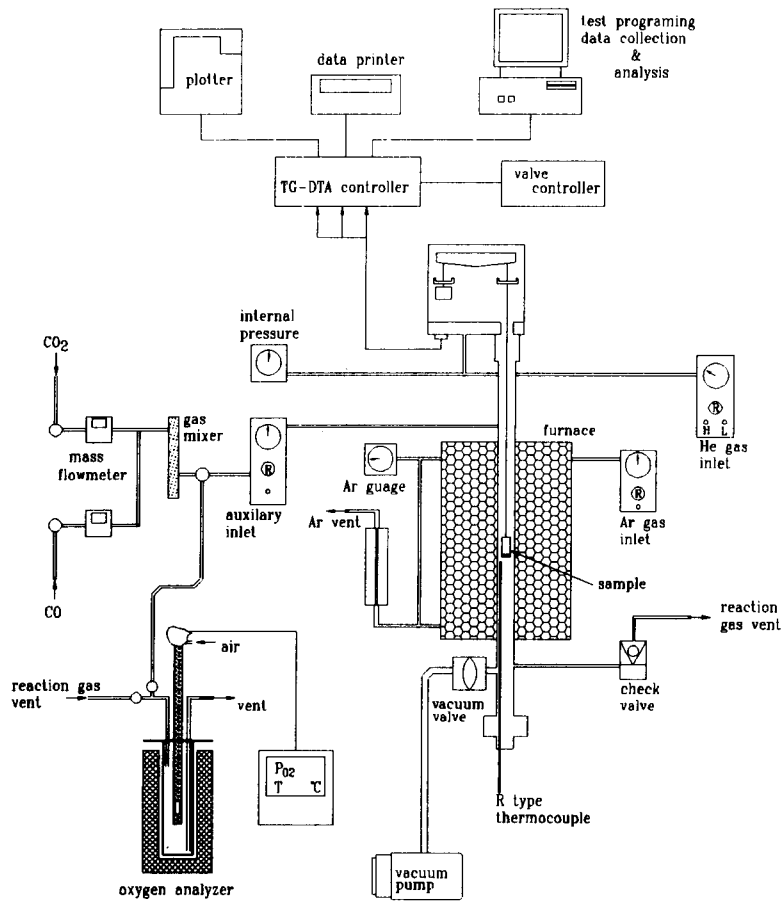 plotter
data printer
test programing
data collection
&
analysis
TG-DTA controller
valve
controller
internal
pressure
CO2
gas
mixer
mass
flowmeter
CO
R
auxilary
inlet
Ar guage
Ar vent
furnace
R
H L
He gas
inlet
R
Ar gas
inlet
sample
reaction
gas vent
check
valve
vacuum
valve
air
reaction gas
vent
vent
PO2
T °C
oxygen analyzer
R type
thermocouple
vacuum
pump